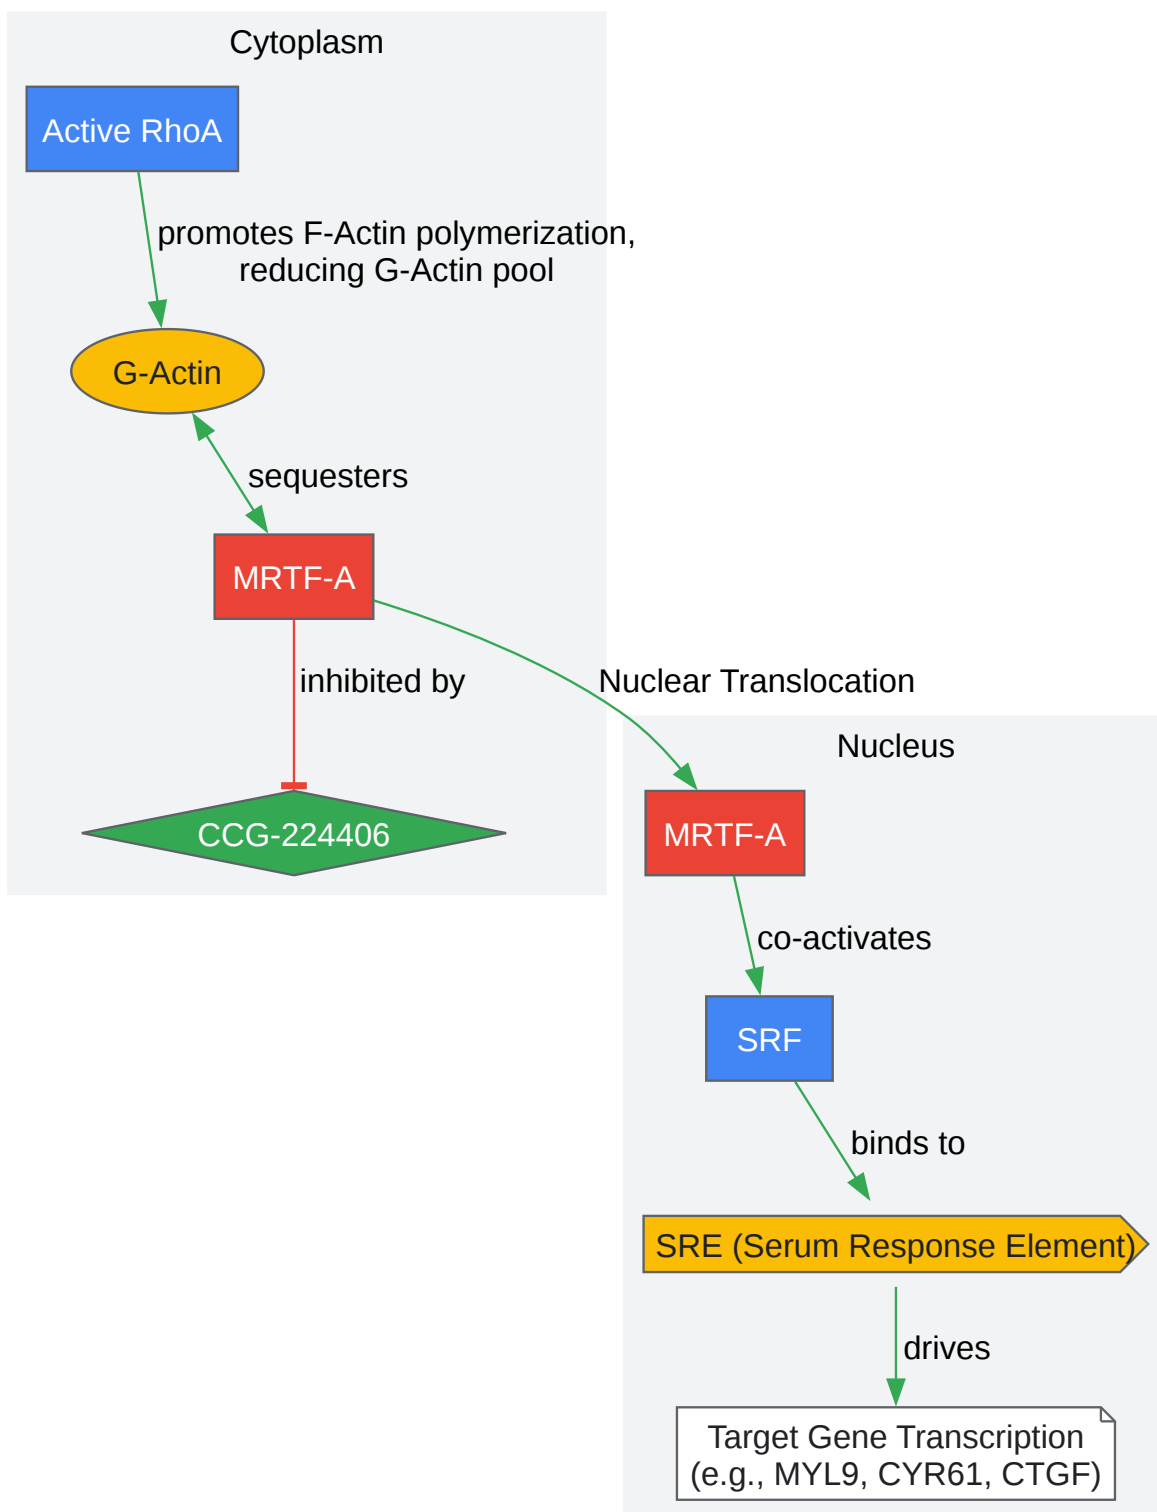 Cytoplasm
Active RhoA
promotes F-Actin polymerization,
reducing G-Actin pool
G-Actin
sequesters
MRTF-A
inhibited by
Nuclear Translocation
CCG-224406
Nucleus
MRTF-A
co-activates
SRF
binds to
SRE (Serum Response Element)
drives
Target Gene Transcription
(e.g., MYL9, CYR61, CTGF)